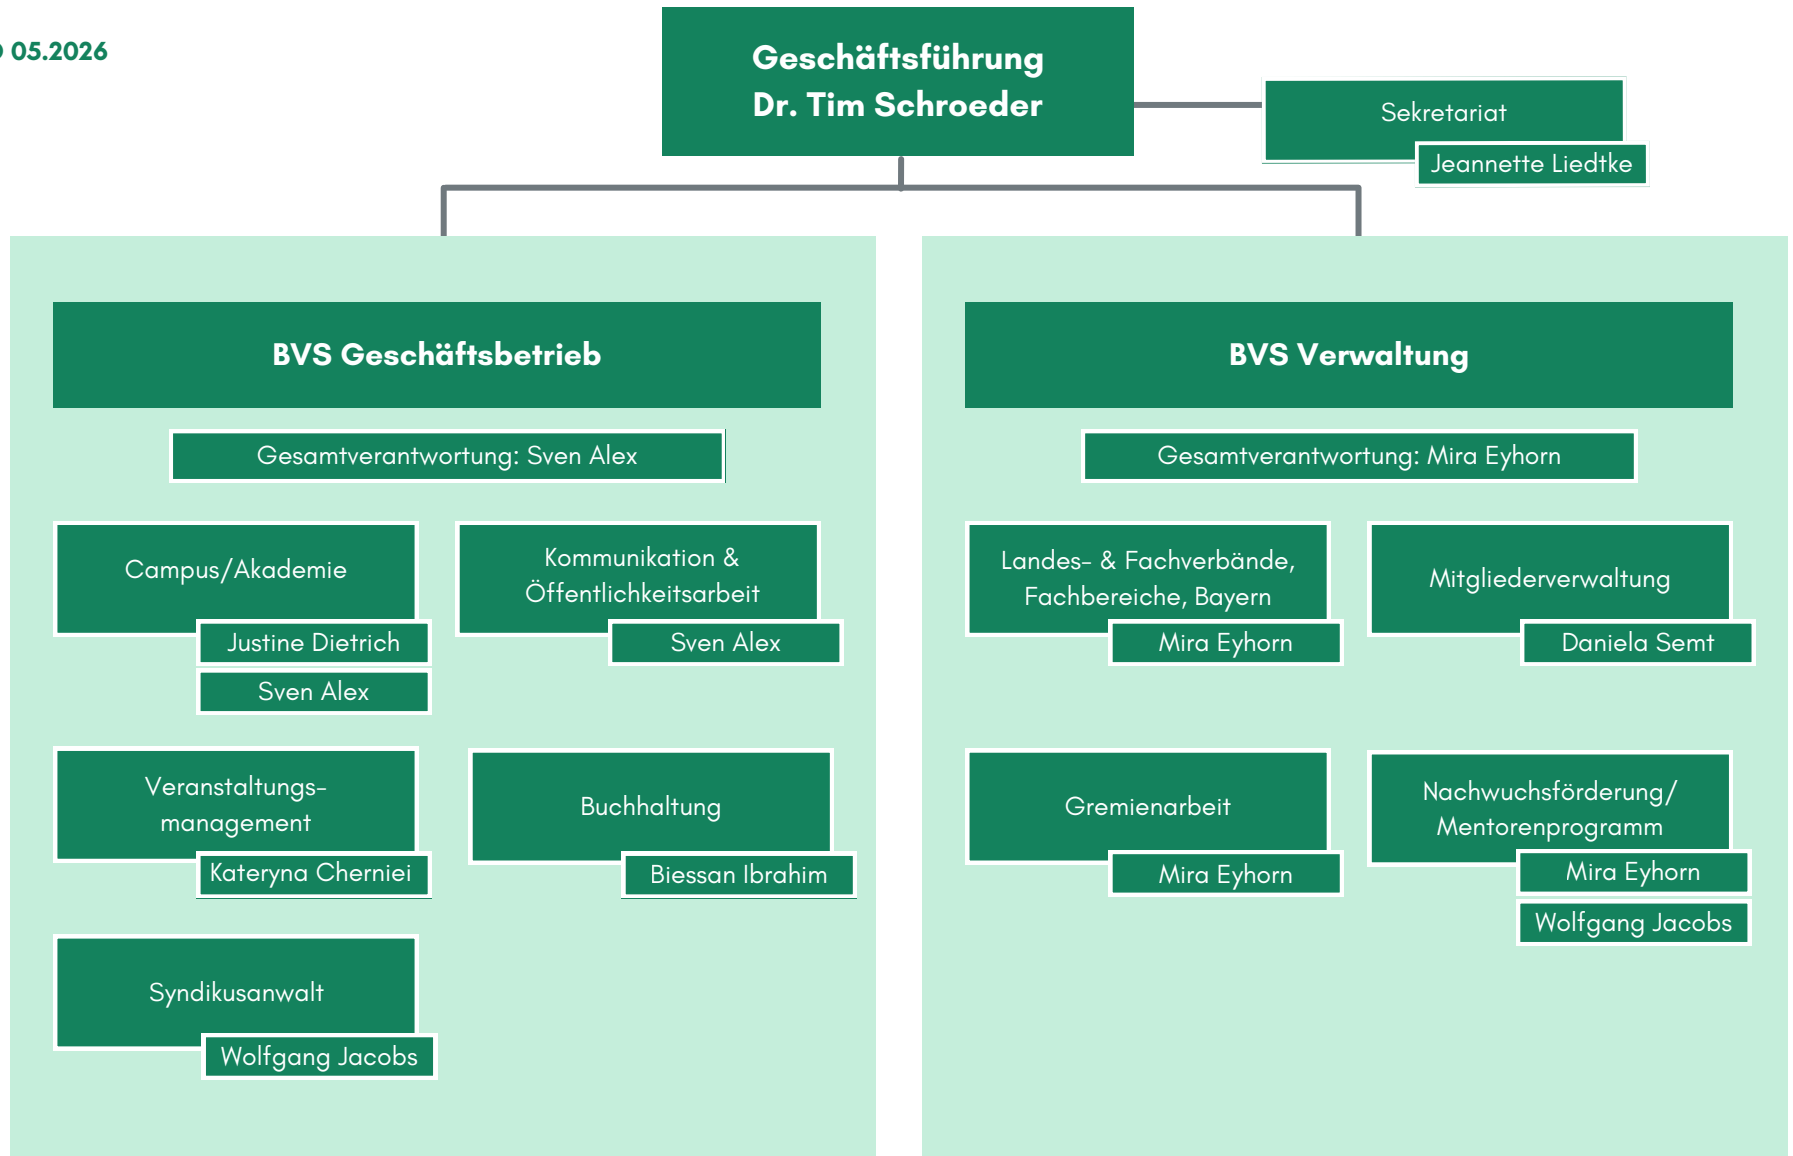 05.2026
Geschäftsführung
Dr. Tim Schroeder
Sekretariat
Jeannette Liedtke
BVS Geschäftsbetrieb
Gesamtverantwortung: Sven Alex
Campus/Akademie
Justine Dietrich
Sven Alex
Kommunikation &
Öffentlichkeitsarbeit
Sven Alex
Veranstaltungs-
management
Kateryna Cherniei
Buchhaltung
Biessan Ibrahim
Syndikusanwalt
Wolfgang Jacobs
BVS Verwaltung
Gesamtverantwortung: Mira Eyhorn
Landes- & Fachverbände,
Fachbereiche, Bayern
Mira Eyhorn
Mitgliederverwaltung
Daniela Semt
Gremienarbeit
Mira Eyhorn
Nachwuchsförderung/
Mentorenprogramm
Mira Eyhorn
Wolfgang Jacobs